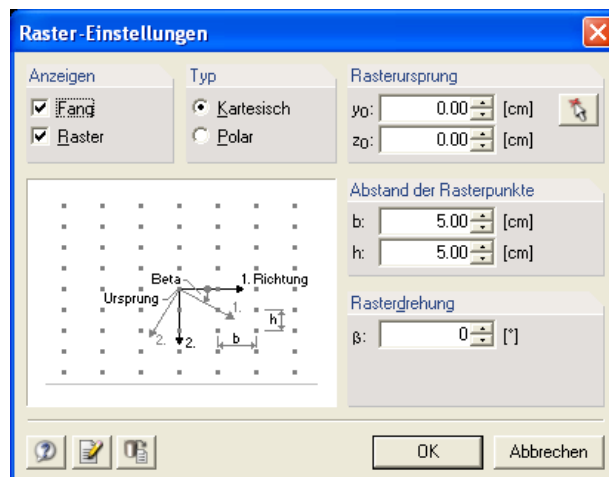 Raster-Einstellungen
Anzeigen
Fang
Raster
Typ
Kartesisch
Polar
Rasterursprung
y0: 0.00 [cm]
z0: 0.00 [cm]
Abstand der Rasterpunkte
b: 5.00 [cm]
h: 5.00 [cm]
Rasterdrehung
β: 0 [°]
Beta
1. Richtung
Ursprung
1.
h
2.
2.
b
OK
Abbrechen